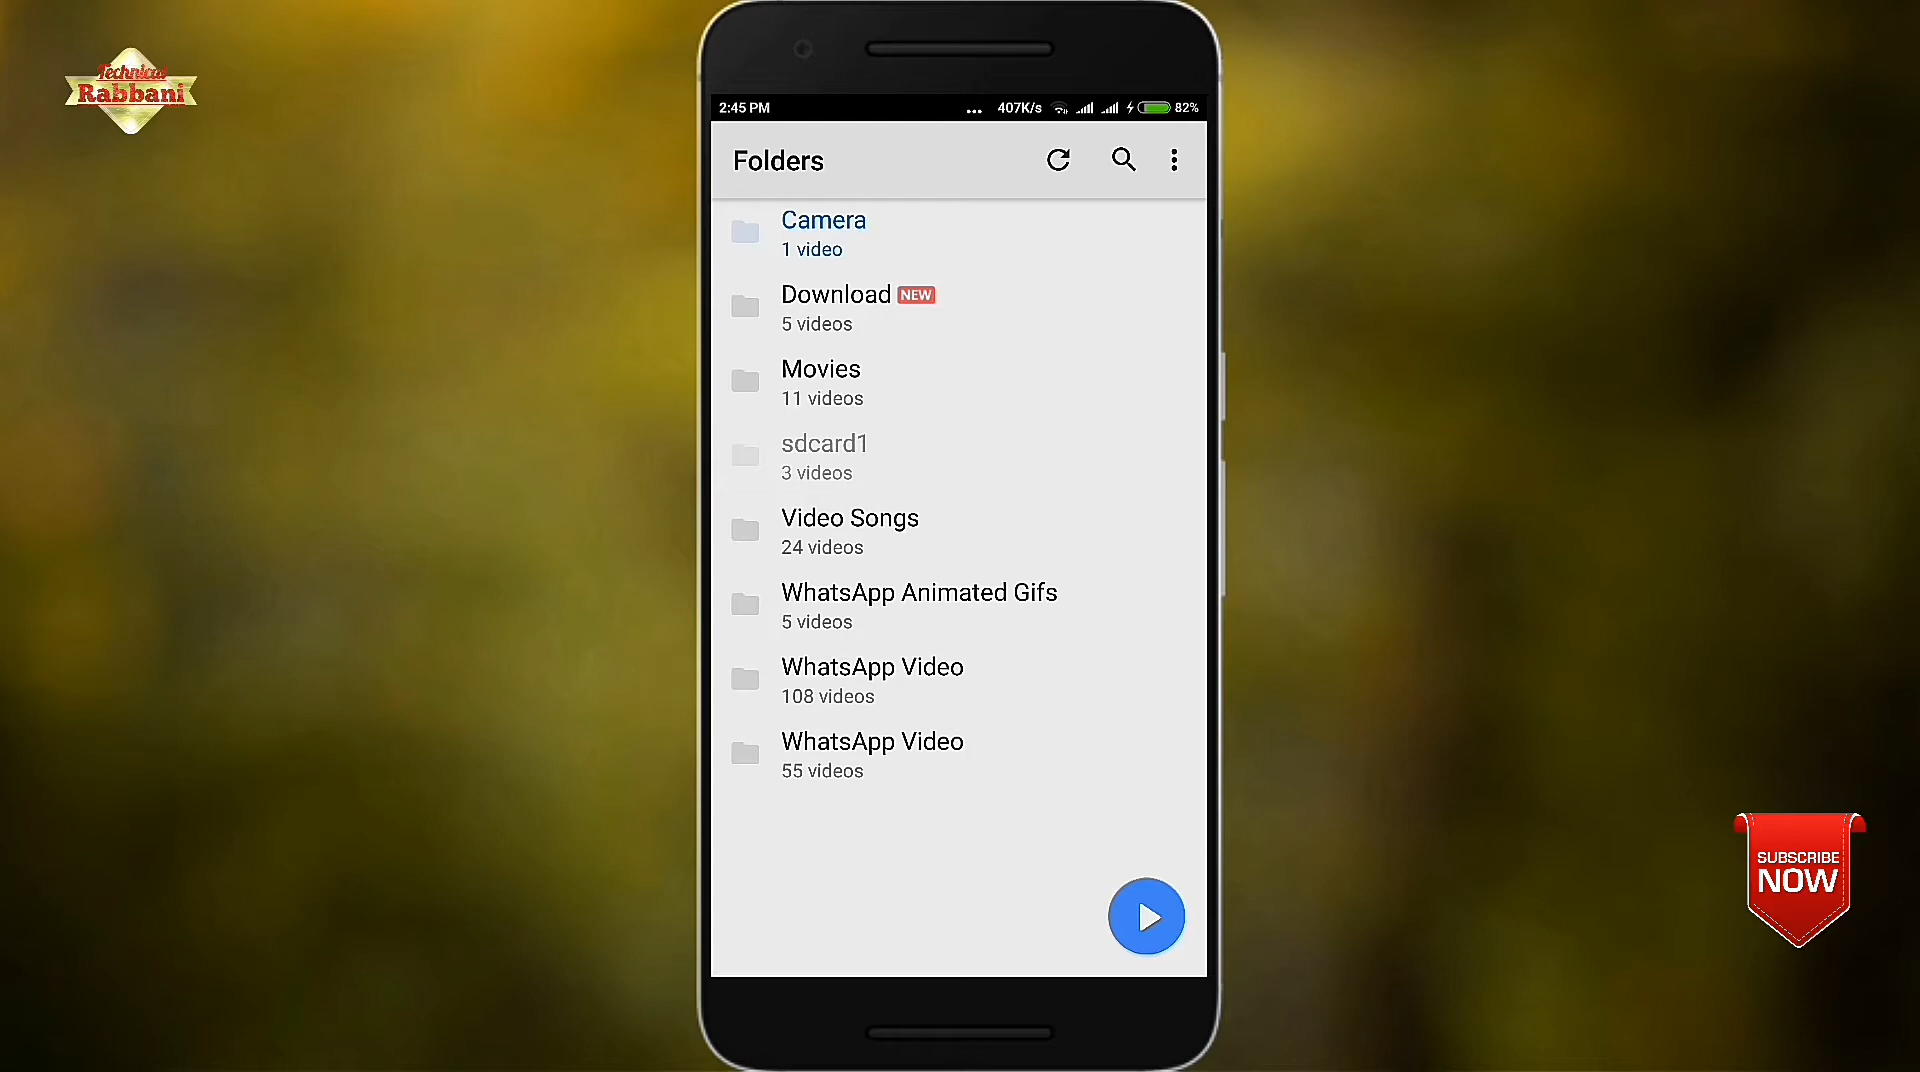 Technical
Rabbani
2:45 PM
... 407K/s 82%
Folders
Camera
1 video
Download NEW
5 videos
Movies
11 videos
sdcard1
3 videos
Video Songs
24 videos
WhatsApp Animated Gifs
5 videos
WhatsApp Video
108 videos
WhatsApp Video
55 videos
SUBSCRIBE
NOW